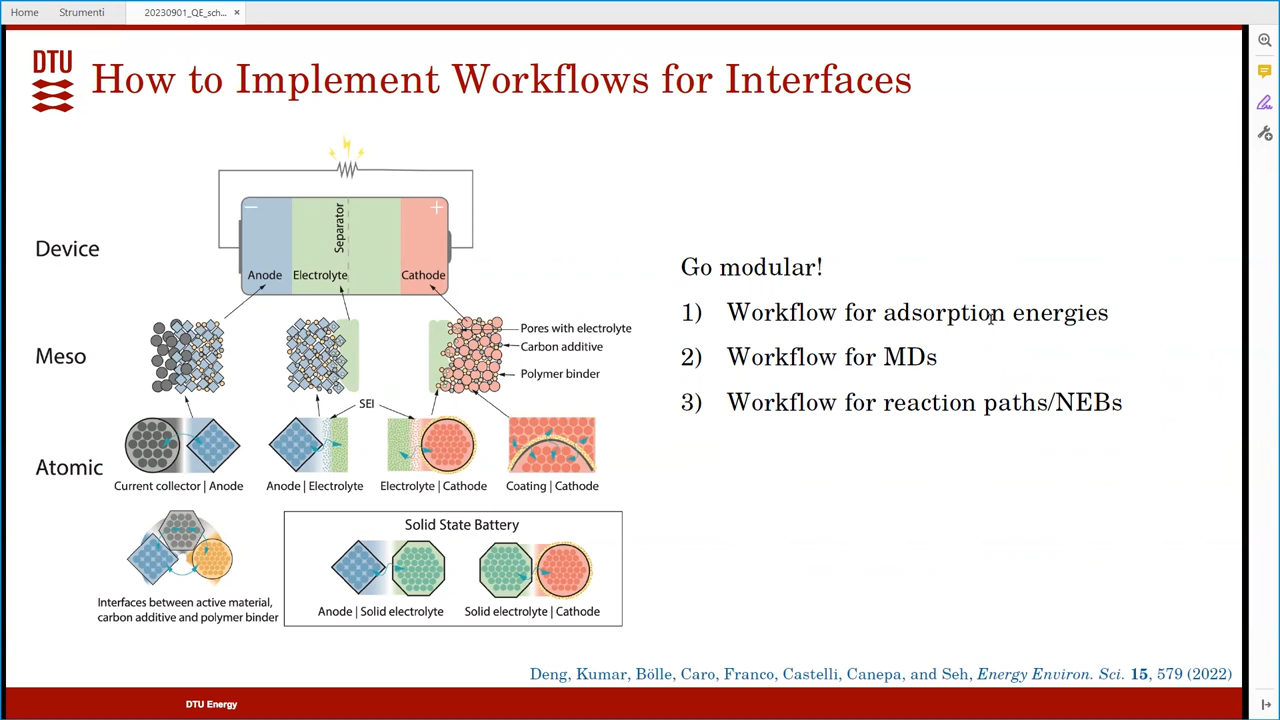 Home Strumenti 20230901_QE_sch... ×
DTU
How to Implement Workflows for Interfaces
Device
− +
Separator
Anode Electrolyte Cathode
Meso
Pores with electrolyte
Carbon additive
Polymer binder
SEI
Atomic
Current collector | Anode
Anode | Electrolyte
Electrolyte | Cathode
Coating | Cathode
Interfaces between active material,
carbon additive and polymer binder
Solid State Battery
Anode | Solid electrolyte
Solid electrolyte | Cathode
Go modular!
1) Workflow for adsorption energies
2) Workflow for MDs
3) Workflow for reaction paths/NEBs
Deng, Kumar, Bölle, Caro, Franco, Castelli, Canepa, and Seh, Energy Environ. Sci. 15, 579 (2022)
DTU Energy